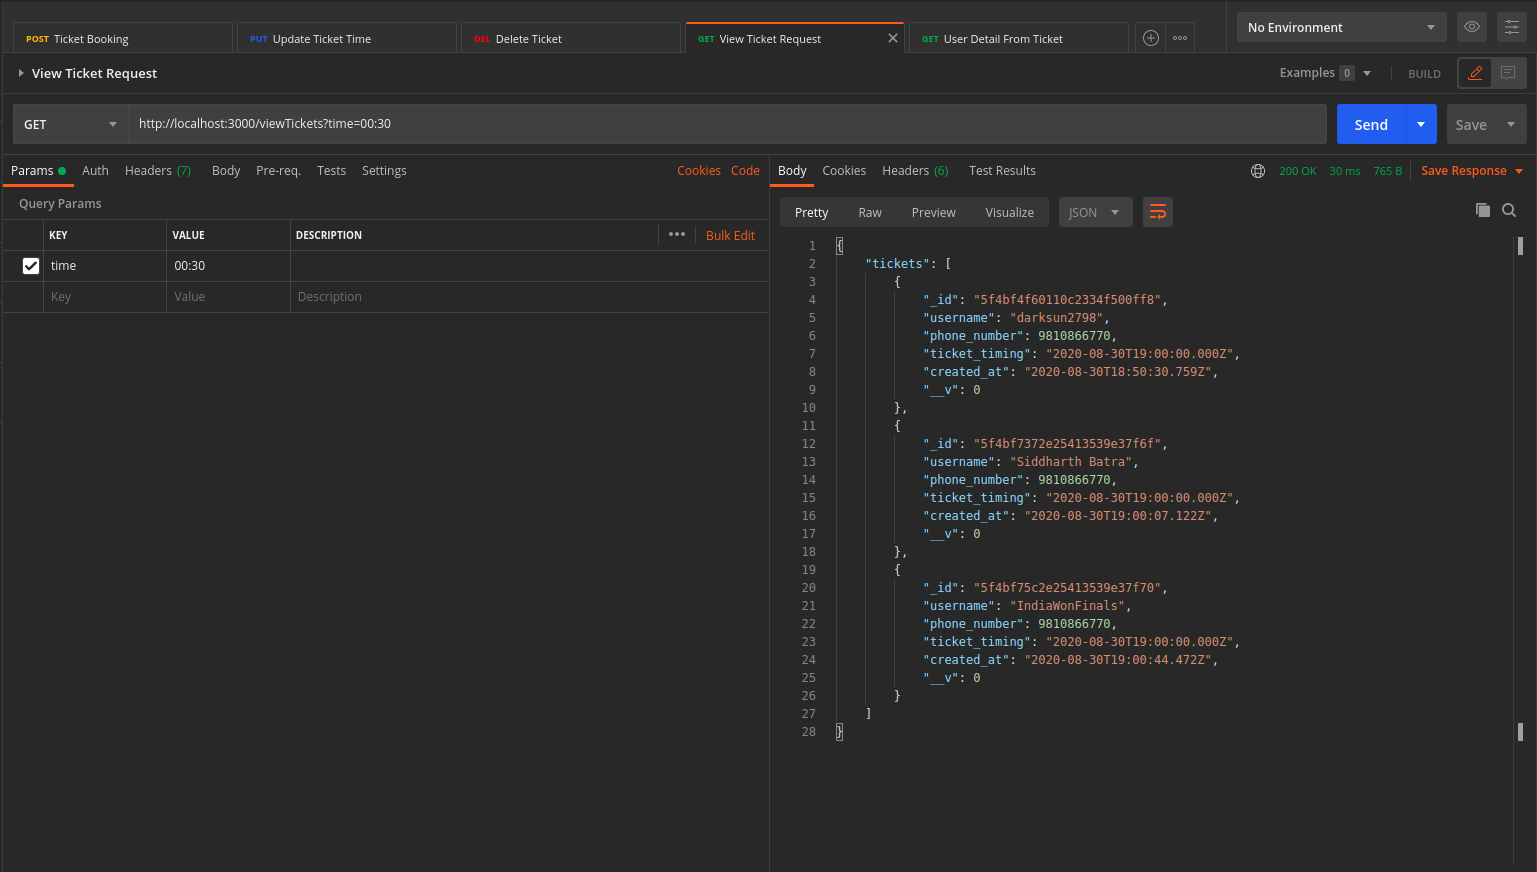 POST Ticket Booking
PUT Update Ticket Time
DEL Delete Ticket
GET View Ticket Request
GET User Detail From Ticket
No Environment
View Ticket Request
Examples 0
BUILD
GET
http://localhost:3000/viewTickets?time=00:30
Send
Save
Params
Auth
Headers (7)
Body
Pre-req.
Tests
Settings
Cookies
Code
Query Params
KEY
VALUE
DESCRIPTION
Bulk Edit
time
00:30
Key
Value
Description
Body
Cookies
Headers (6)
Test Results
200 OK
30 ms
765 B
Save Response
Pretty
Raw
Preview
Visualize
JSON
1 {
2 "tickets": [
3 {
4 "_id": "5f4bf4f60110c2334f500ff8",
5 "username": "darksun2798",
6 "phone_number": 9810866770,
7 "ticket_timing": "2020-08-30T19:00:00.000Z",
8 "created_at": "2020-08-30T18:50:30.759Z",
9 "__v": 0
10 },
11 {
12 "_id": "5f4bf7372e25413539e37f6f",
13 "username": "Siddharth Batra",
14 "phone_number": 9810866770,
15 "ticket_timing": "2020-08-30T19:00:00.000Z",
16 "created_at": "2020-08-30T19:00:07.122Z",
17 "__v": 0
18 },
19 {
20 "_id": "5f4bf75c2e25413539e37f70",
21 "username": "IndiaWonFinals",
22 "phone_number": 9810866770,
23 "ticket_timing": "2020-08-30T19:00:00.000Z",
24 "created_at": "2020-08-30T19:00:44.472Z",
25 "__v": 0
26 }
27 ]
28 }